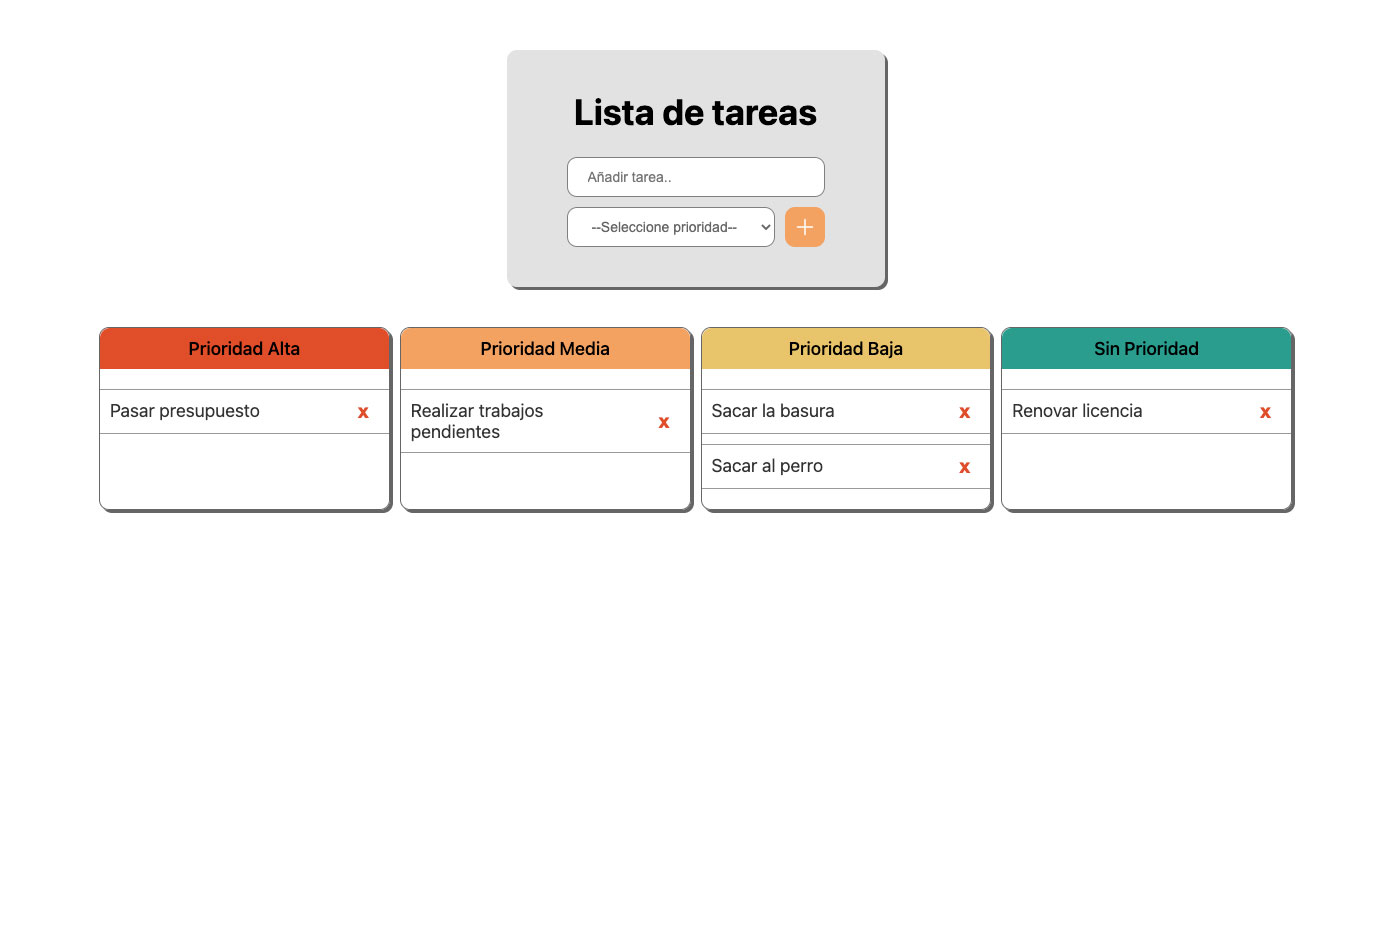 Lista de tareas
Añadir tarea..
--Seleccione prioridad--
Prioridad Alta
Pasar presupuesto x
Prioridad Media
Realizar trabajos
pendientes x
Prioridad Baja
Sacar la basura x
Sacar al perro x
Sin Prioridad
Renovar licencia x